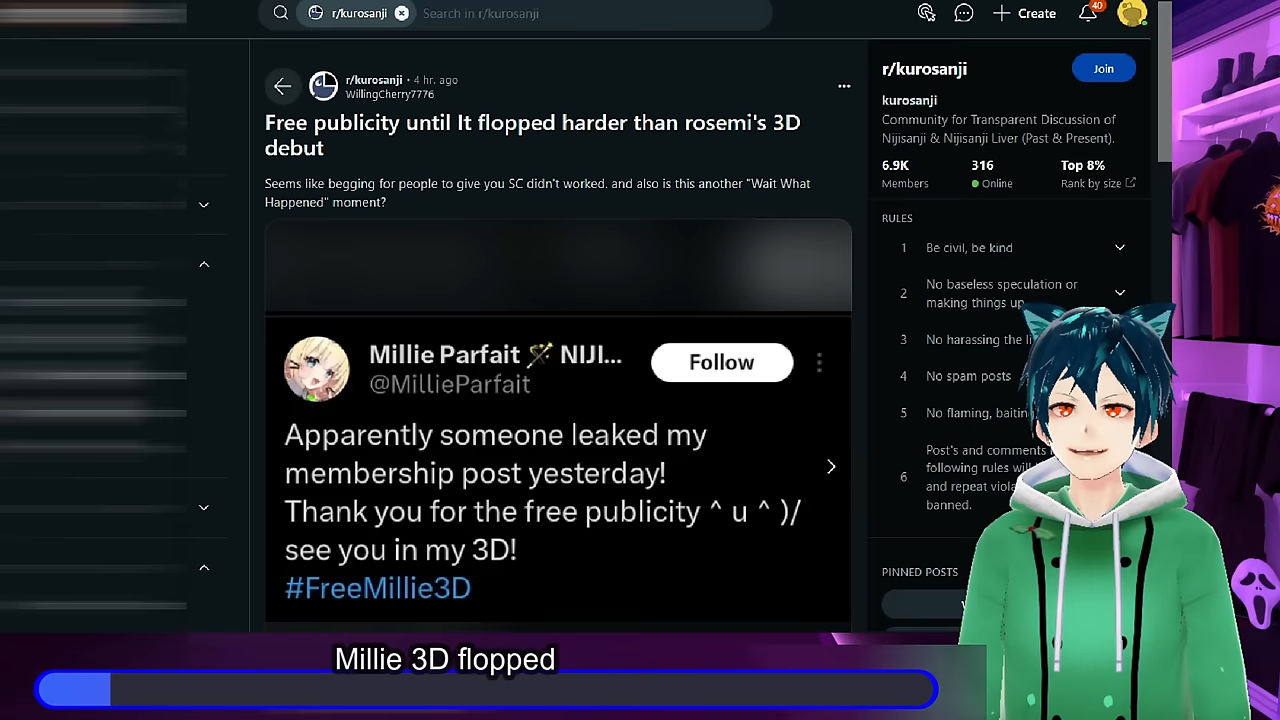 r/kurosanji
Search in r/kurosanji
Create
40
r/kurosanji • 4 hr. ago
WillingCherry7776
Free publicity until It flopped harder than rosemi's 3D
debut
Seems like begging for people to give you SC didn't worked. and also is this another "Wait What
Happened" moment?
Millie Parfait NIJI...
@MillieParfait
Follow
Apparently someone leaked my
membership post yesterday!
Thank you for the free publicity ^ u ^ )/
see you in my 3D!
#FreeMillie3D
r/kurosanji
Join
kurosanji
Community for Transparent Discussion of
Nijisanji & Nijisanji Liver (Past & Present).
6.9K
316
Top 8%
Members
Online
Rank by size
RULES
1 Be civil, be kind
2 No baseless speculation or
making things up
3 No harassing the
4 No spam posts
5 No flaming,
6 Post's and comments
following rules
and repeat
banned.
PINNED POSTS
Millie 3D flopped